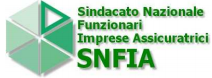 Sindacato Nazionale
Funzionari
Imprese Assicuratrici
SNFIA